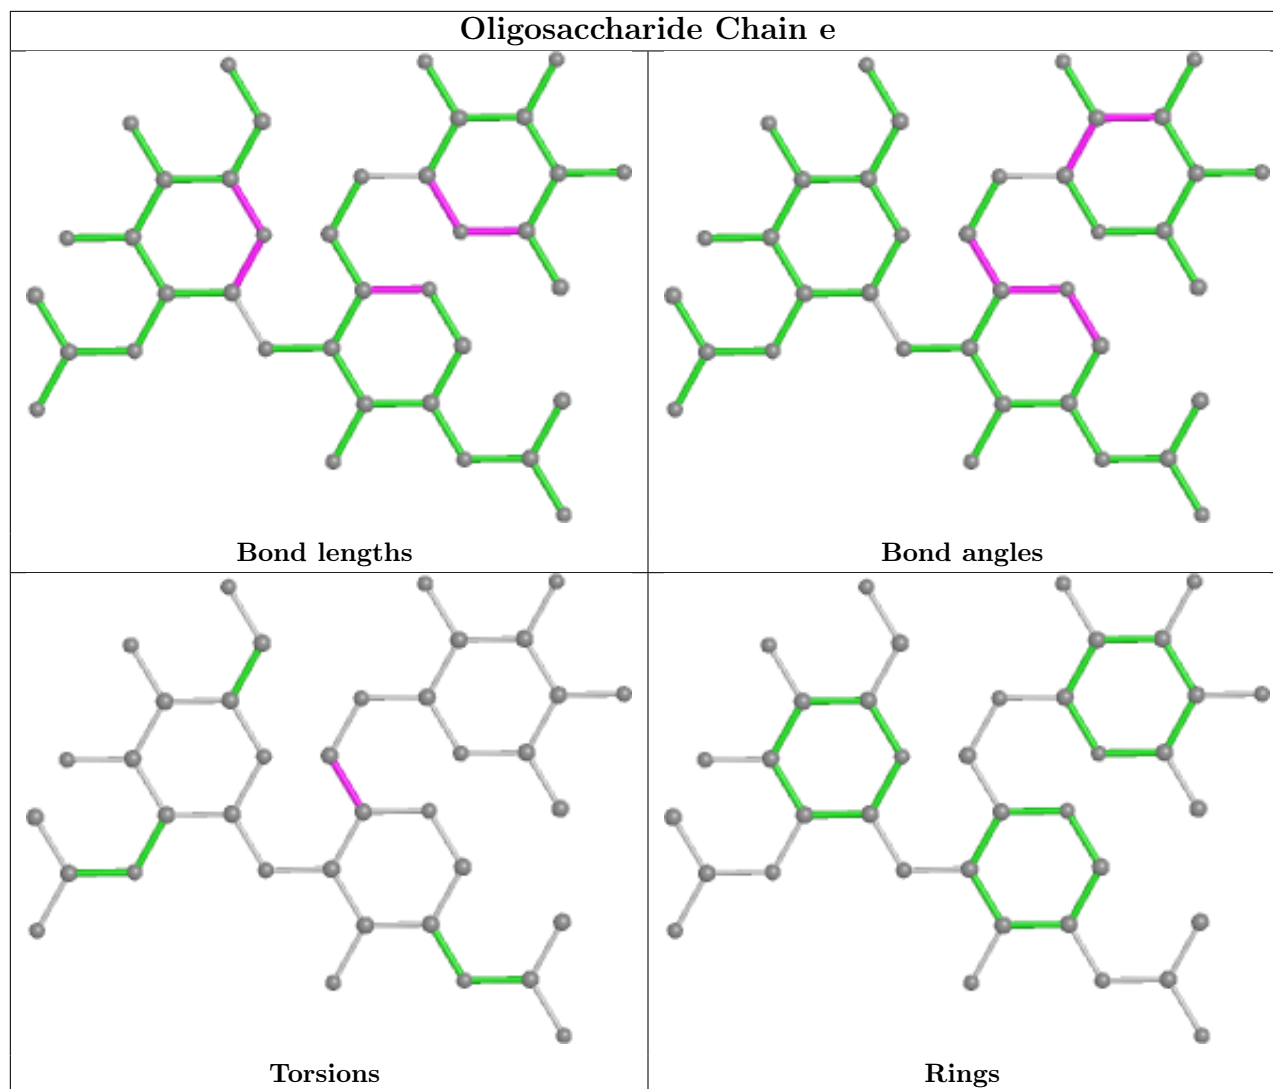 Oligosaccharide Chain e
Bond lengths
Bond angles
Torsions
Rings